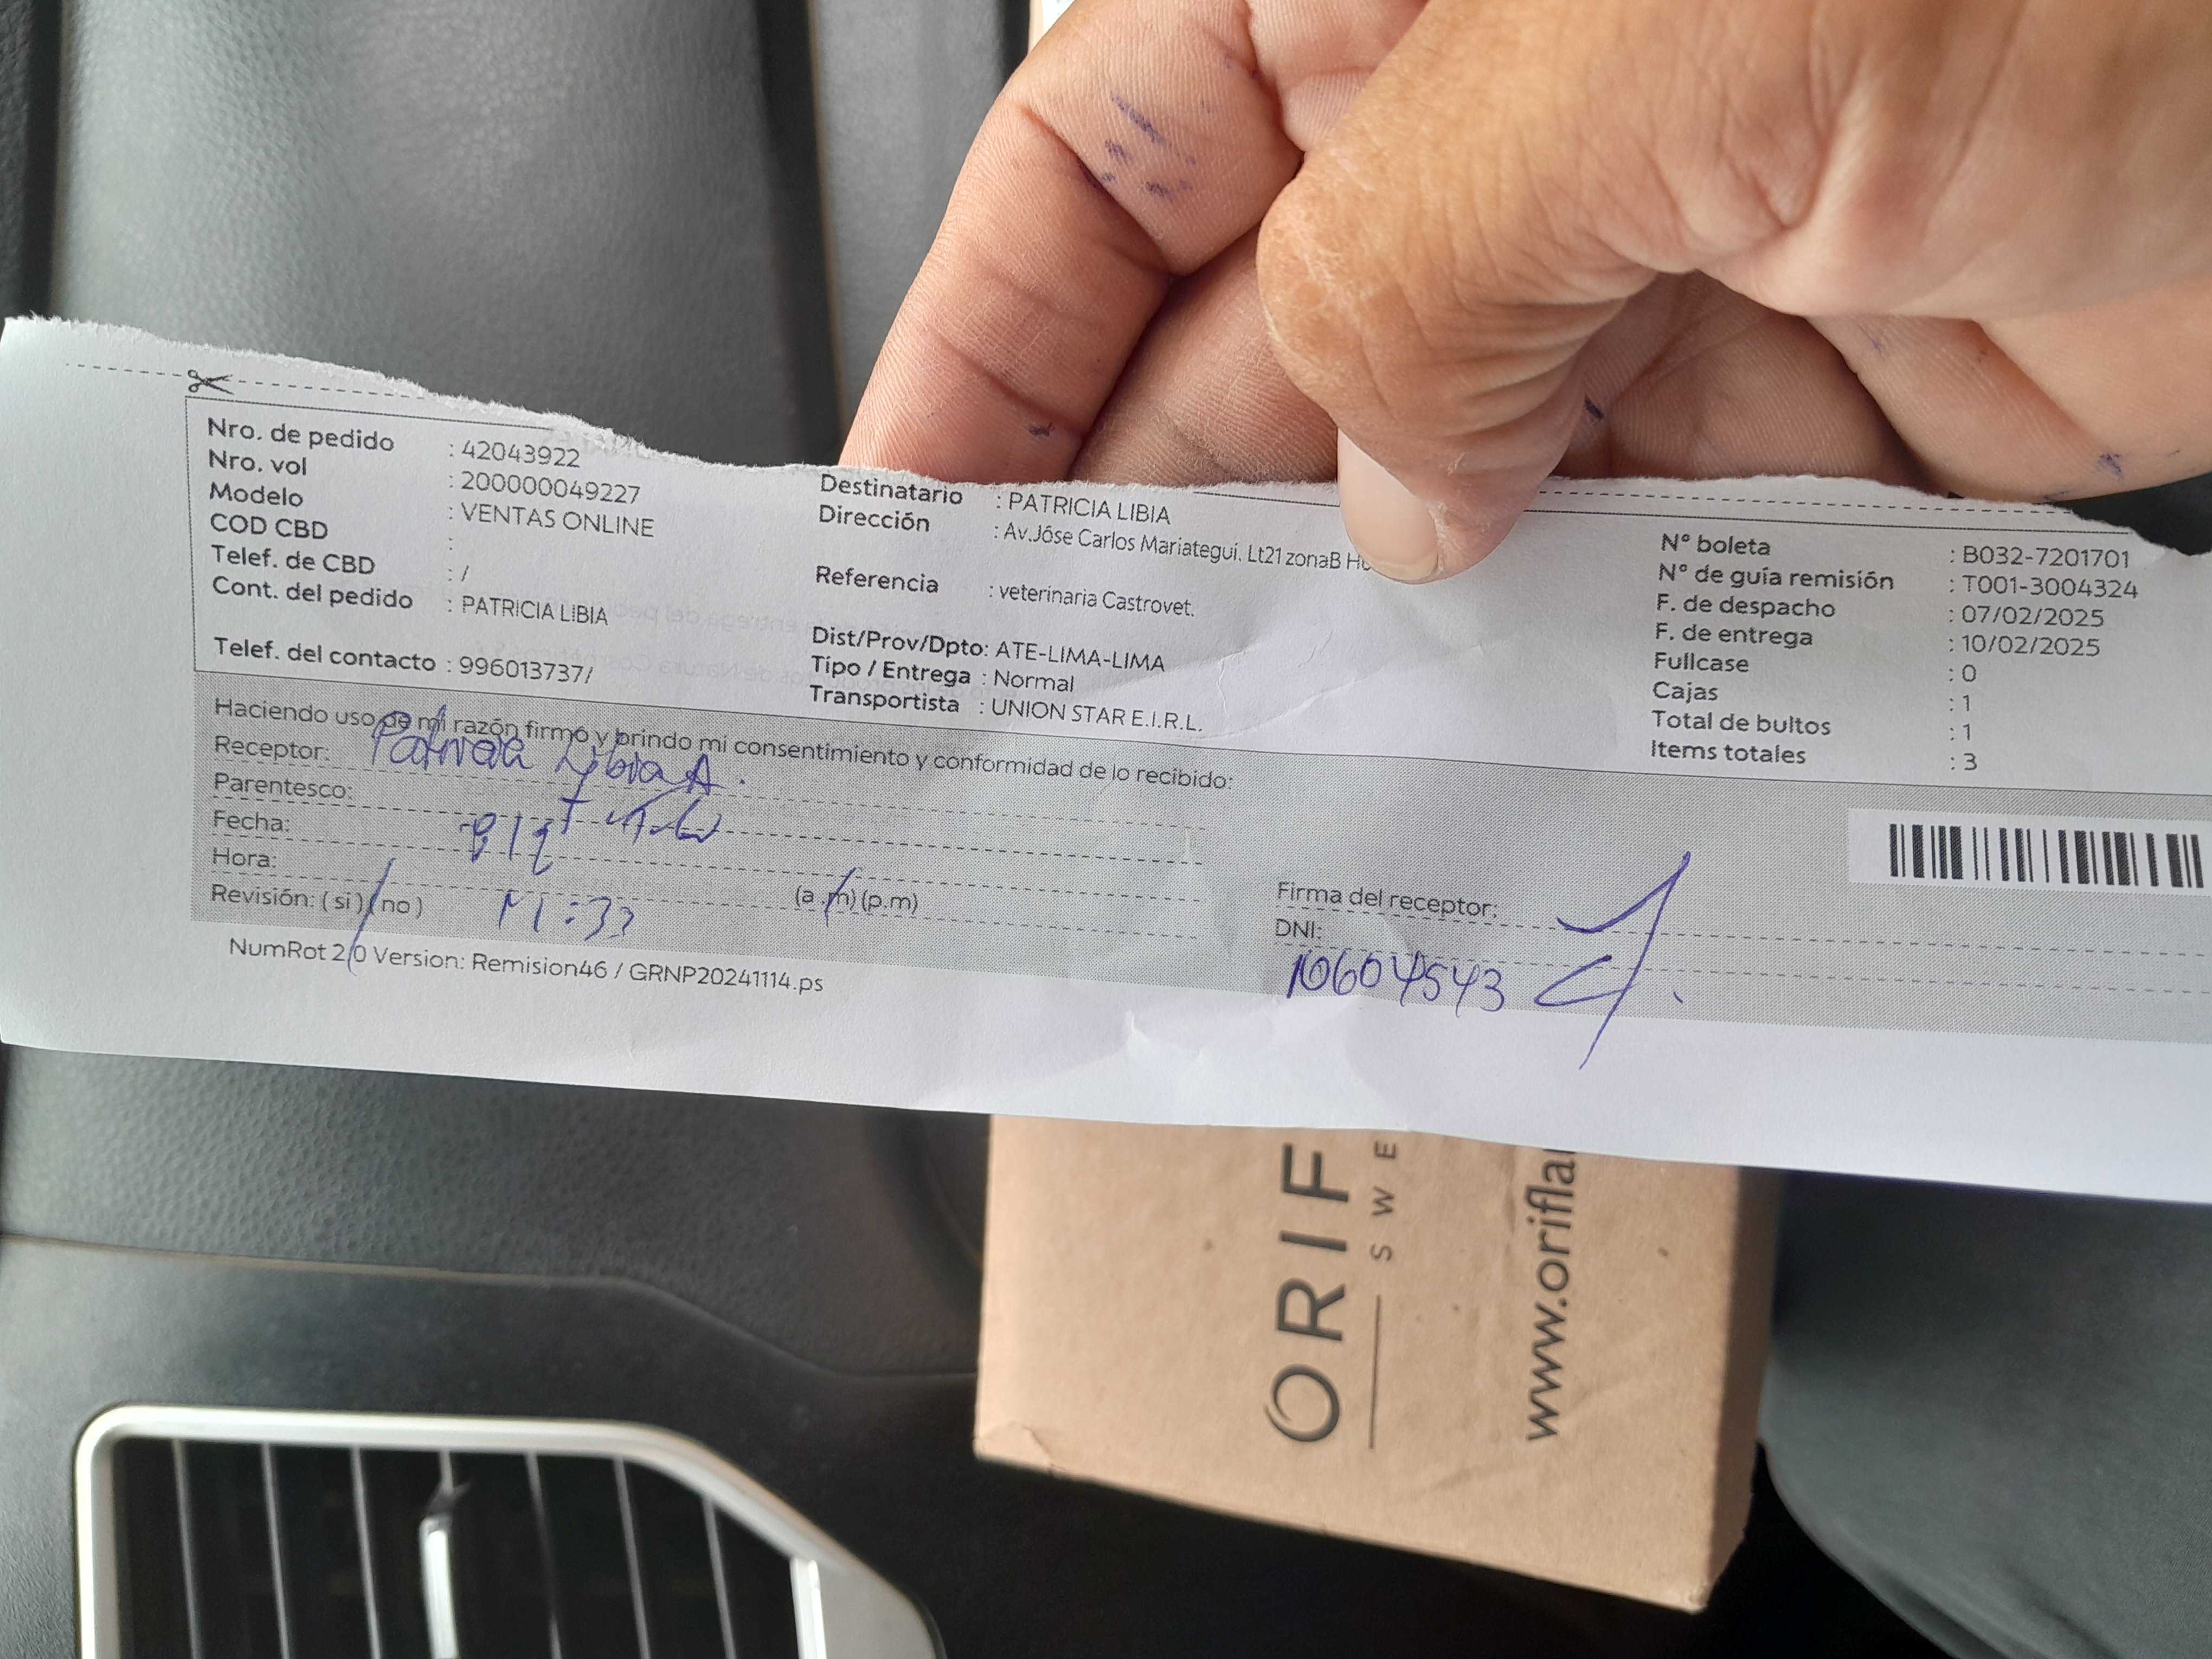 Nro. de pedido : 42043922
Nro. vol : 200000049227
Modelo : VENTAS ONLINE
COD CBD :
Telef. de CBD : /
Cont. del pedido : PATRICIA LIBIA
Telef. del contacto : 996013737/
Destinatario : PATRICIA LIBIA
Dirección : Av.Jóse Carlos Mariategui. Lt21 zonaB
Referencia : veterinaria Castrovet.
Dist/Prov/Dpto: ATE-LIMA-LIMA
Tipo / Entrega : Normal
Transportista : UNION STAR E.I.R.L.
N° boleta : B032-7201701
N° de guía remisión : T001-3004324
F. de despacho : 07/02/2025
F. de entrega : 10/02/2025
Fullcase : 0
Cajas : 1
Total de bultos : 1
Items totales : 3
Haciendo uso de mi razón firmo y brindo mi consentimiento y conformidad de lo recibido:
Receptor: Patricia Libia A.
Parentesco:
Fecha:
Hora: (a.m) (p.m)
Revisión: ( si ) ( no )
Firma del receptor:
DNI: 10604543
NumRot 2.0 Version: Remision46 / GRNP20241114.ps
ORIF
SWE
www.orifla